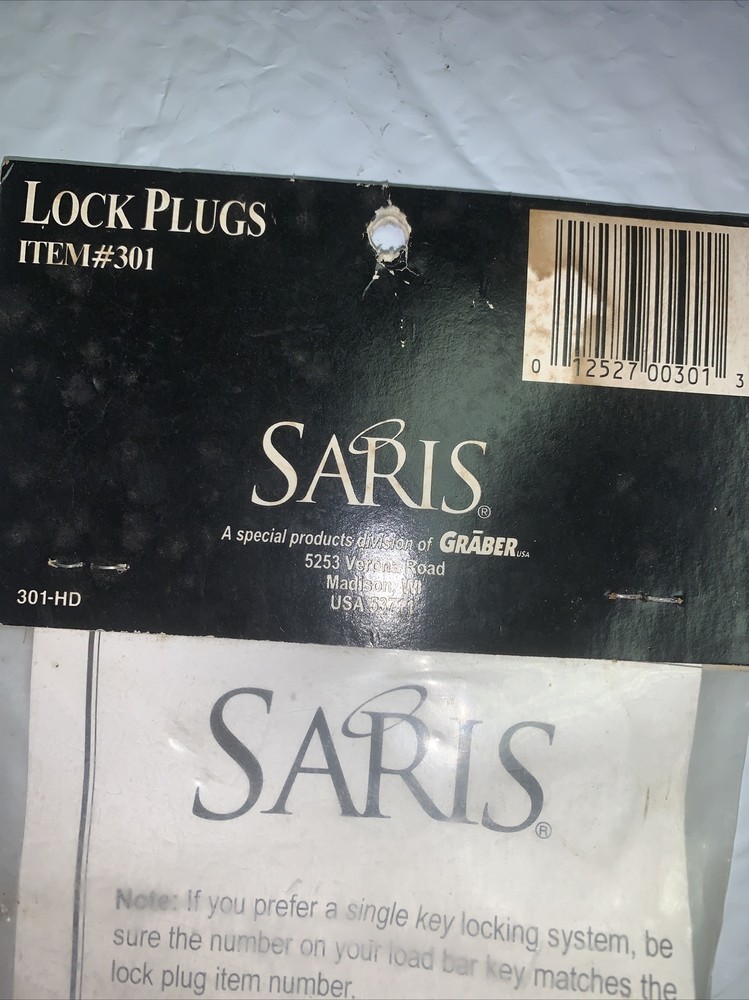 LOCK PLUGS
ITEM#301
0 12527 00301 3
SARIS®
A special products division of GRĀBER USA
5253 Verona Road
Madison, WI
USA
301-HD
SARIS®
Note: If you prefer a single key locking system, be
sure the number on your load bar key matches the
lock plug item number.